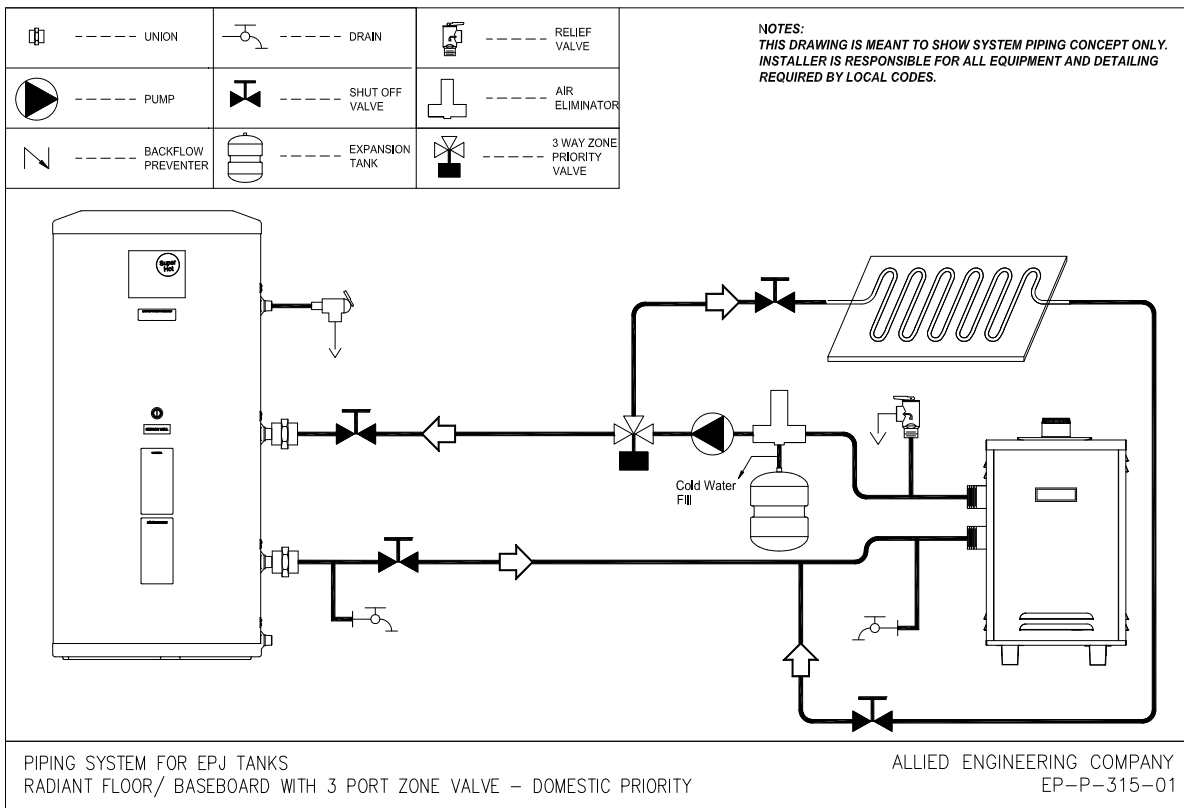 UNION
DRAIN
RELIEF
VALVE
PUMP
SHUT OFF
VALVE
AIR
ELIMINATOR
BACKFLOW
PREVENTER
EXPANSION
TANK
3 WAY ZONE
PRIORITY
VALVE
NOTES:
THIS DRAWING IS MEANT TO SHOW SYSTEM PIPING CONCEPT ONLY.
INSTALLER IS RESPONSIBLE FOR ALL EQUIPMENT AND DETAILING
REQUIRED BY LOCAL CODES.
Super
Hot
Cold Water
Fill
PIPING SYSTEM FOR EPJ TANKS
RADIANT FLOOR/ BASEBOARD WITH 3 PORT ZONE VALVE – DOMESTIC PRIORITY
ALLIED ENGINEERING COMPANY
EP-P-315-01